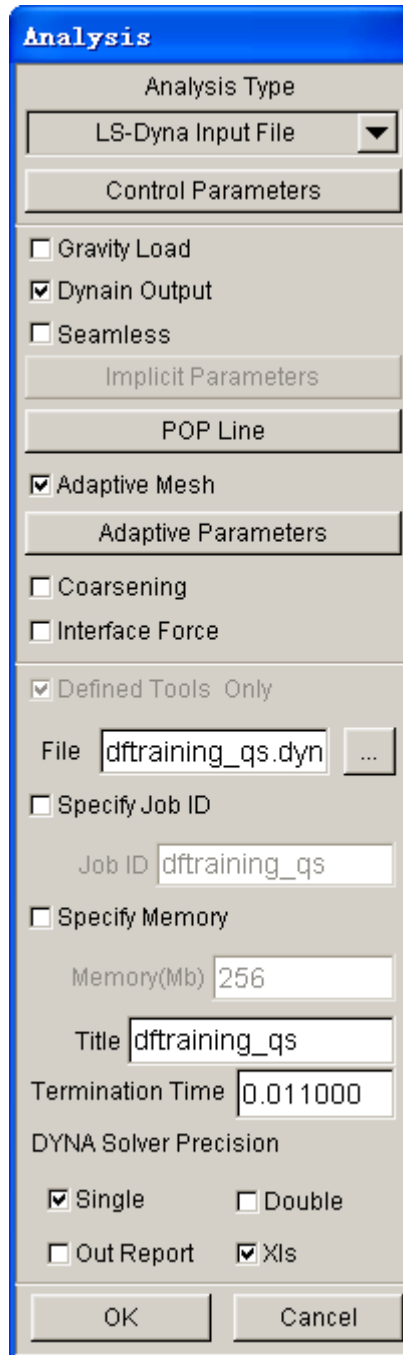 Analysis
Analysis Type
LS-Dyna Input File
Control Parameters
Gravity Load
Dynain Output
Seamless
Implicit Parameters
POP Line
Adaptive Mesh
Adaptive Parameters
Coarsening
Interface Force
Defined Tools Only
File dftraining_qs.dyn ...
Specify Job ID
Job ID dftraining_qs
Specify Memory
Memory(Mb) 256
Title dftraining_qs
Termination Time 0.011000
DYNA Solver Precision
Single Double
Out Report Xls
OK Cancel